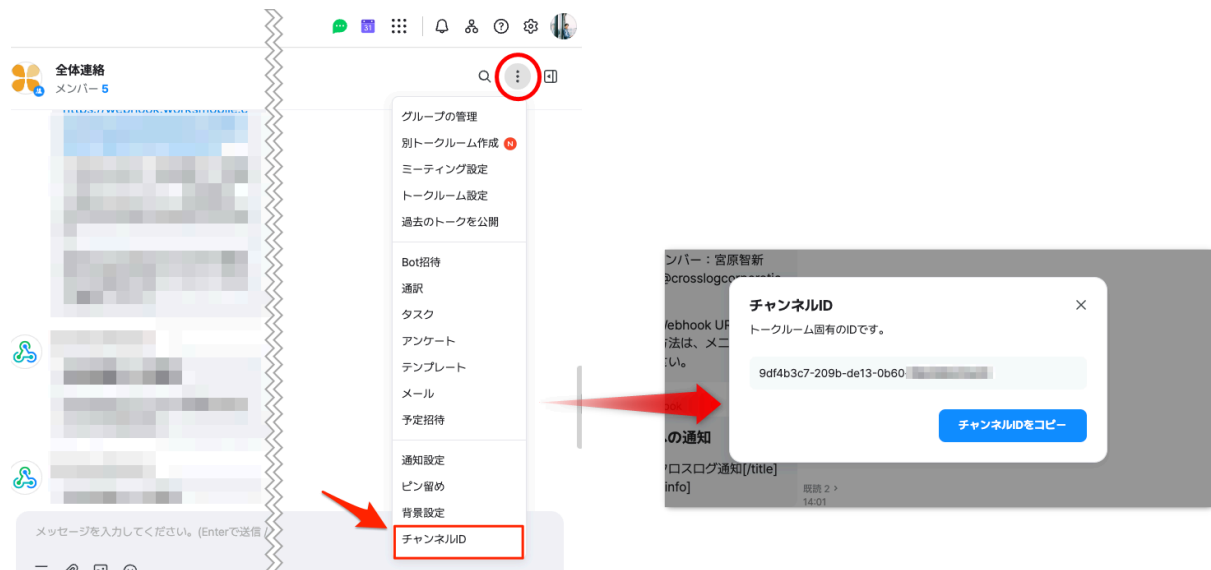 31
全体連絡
メンバー 5
https://webhook.worksmobile.c
グループの管理
別トークルーム作成 N
ミーティング設定
トークルーム設定
過去のトークを公開
Bot招待
通訳
タスク
アンケート
テンプレート
メール
予定招待
通知設定
ピン留め
背景設定
チャンネルID
メッセージを入力してください。(Enterで送信 /
ンバー：宮原智新
@crosslogcorporatio
Webhook UR
方法は、メニ
さい。
チャンネルID
トークルーム固有のIDです。
9df4b3c7-209b-de13-0b60-
チャンネルIDをコピー
の通知
クロスログ通知[/title]
info]
既読 2
14:01